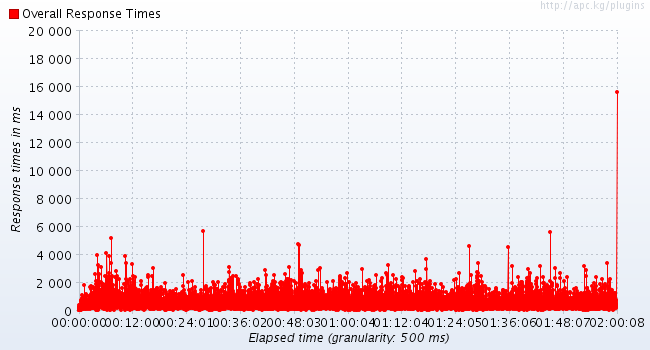 http://apc.kg/plugins
Overall Response Times
20 000
18 000
16 000
14 000
12 000
10 000
8 000
6 000
4 000
2 000
0
Response times in ms
00:00:00 00:12:00 00:24:01 00:36:02 00:48:03 01:00:04 01:12:04 01:24:05 01:36:06 01:48:07 02:00:08
Elapsed time (granularity: 500 ms)